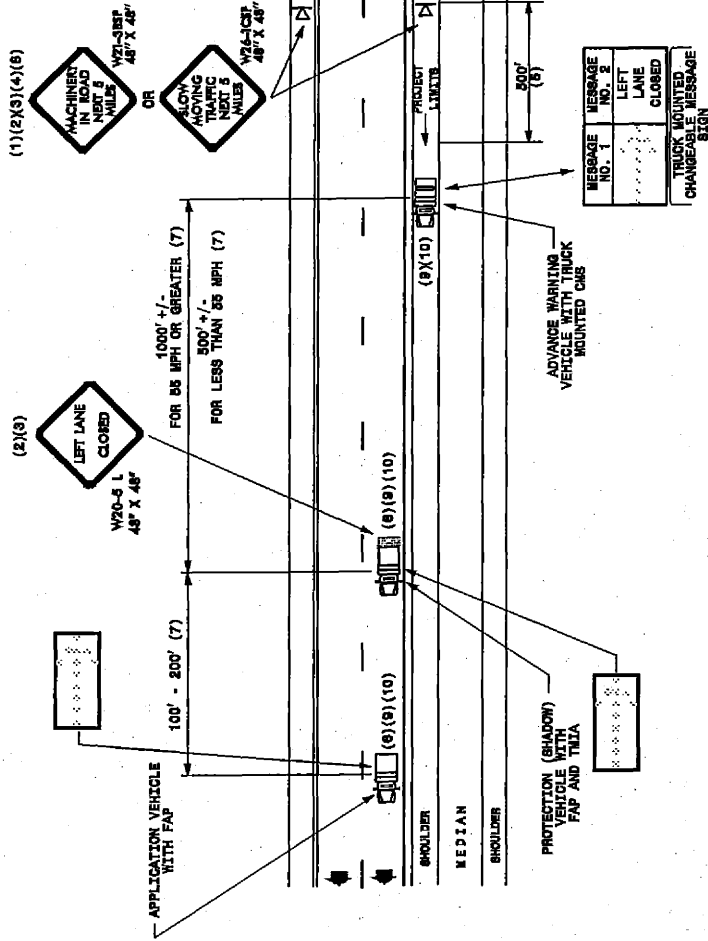 (1)(2)(3)(4)(8)
MACHINERY
IN ROAD
NEXT 5
MILES
W21-3BSP
48" X 48"
OR
SLOW
MOVING
TRAFFIC
NEXT 5
MILES
W26-1CSP
48" X 48"
(2)(3)
LEFT LANE
CLOSED
W20-5 L
48" X 48"
1000' +/-
FOR 55 MPH OR GREATER (7)
500' +/-
FOR LESS THAN 55 MPH (7)
100' - 200' (7)
APPLICATION VEHICLE
WITH FAP
(6)(9)(10)
(6)(9)(10)
(9)(10)
PROJECT
LIMITS
500'
(5)
SHOULDER
MEDIAN
SHOULDER
PROTECTION (SHADOW)
VEHICLE WITH
FAP AND TMIA
ADVANCE WARNING
VEHICLE WITH TRUCK
MOUNTED CMS
MESSAGE
NO. 1
MESSAGE
NO. 2
LEFT
LANE
CLOSED
TRUCK MOUNTED
CHANGEABLE MESSAGE
SIGN